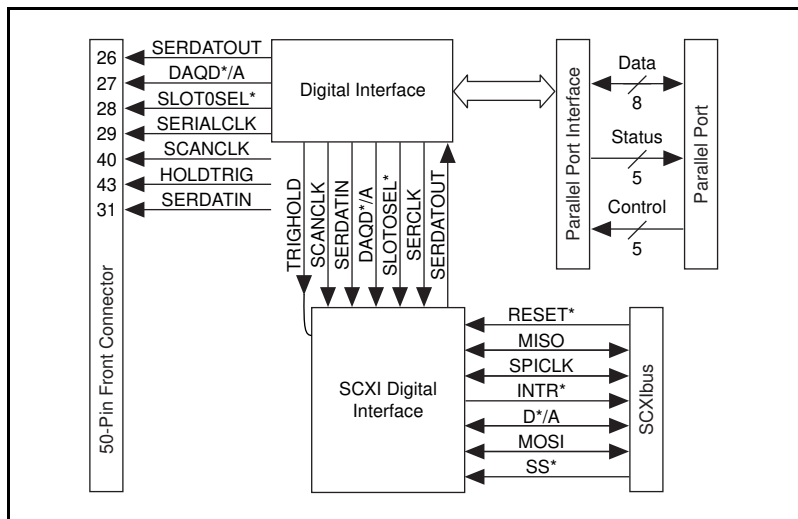 26
SERDATOUT
27
DAQD*/A
28
SLOT0SEL*
29
SERIALCLK
40
SCANCLK
43
HOLDTRIG
31
SERDATIN
50-Pin Front Connector
Digital Interface
Parallel Port Interface
Data
8
Status
5
Control
5
Parallel Port
TRIGHOLD
SCANCLK
SERDATIN
DAQD*/A
SLOTOSEL*
SERCLK
SERDATOUT
SCXI Digital
Interface
RESET*
MISO
SPICLK
INTR*
D*/A
MOSI
SS*
SCXIbus